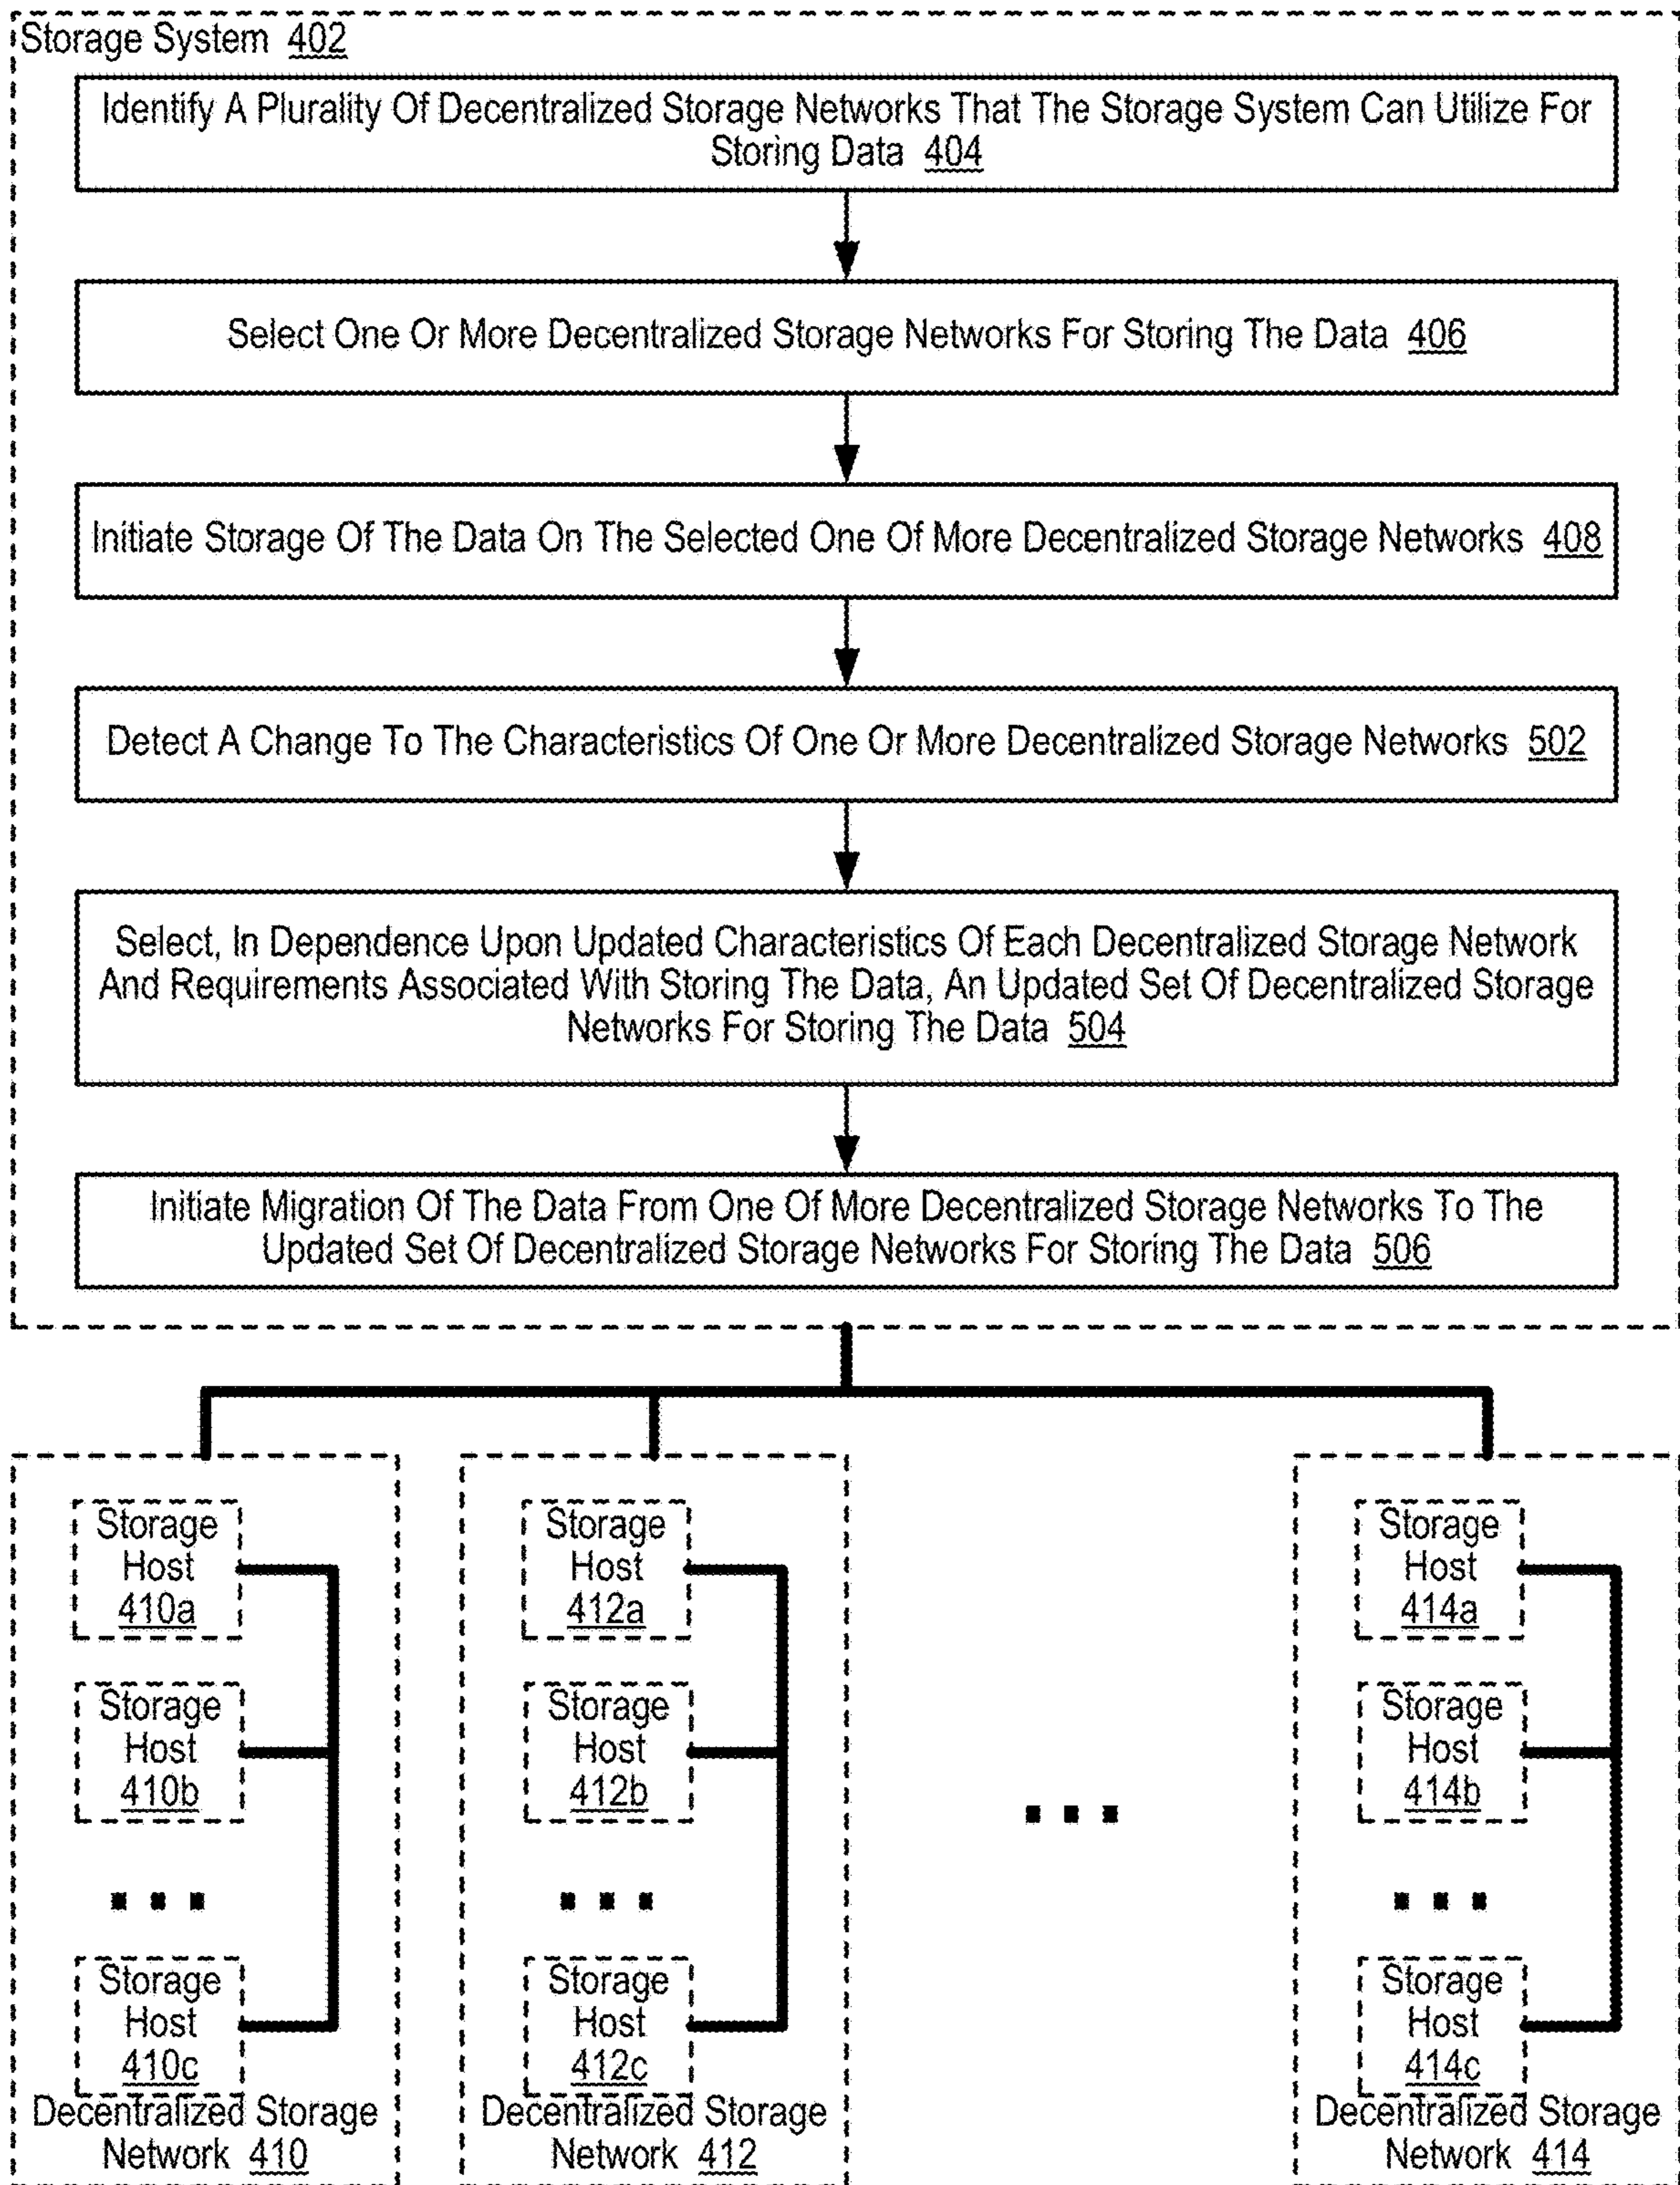 Storage System 402
Identify A Plurality Of Decentralized Storage Networks That The Storage System Can Utilize For
Storing Data 404
Select One Or More Decentralized Storage Networks For Storing The Data 406
Initiate Storage Of The Data On The Selected One Of More Decentralized Storage Networks 408
Detect A Change To The Characteristics Of One Or More Decentralized Storage Networks 502
Select, In Dependence Upon Updated Characteristics Of Each Decentralized Storage Network
And Requirements Associated With Storing The Data, An Updated Set Of Decentralized Storage
Networks For Storing The Data 504
Initiate Migration Of The Data From One Of More Decentralized Storage Networks To The
Updated Set Of Decentralized Storage Networks For Storing The Data 506
Storage
Host
410a
Storage
Host
410b
Storage
Host
410c
Decentralized Storage
Network 410
Storage
Host
412a
Storage
Host
412b
Storage
Host
412c
Decentralized Storage
Network 412
Storage
Host
414a
Storage
Host
414b
Storage
Host
414c
Decentralized Storage
Network 414